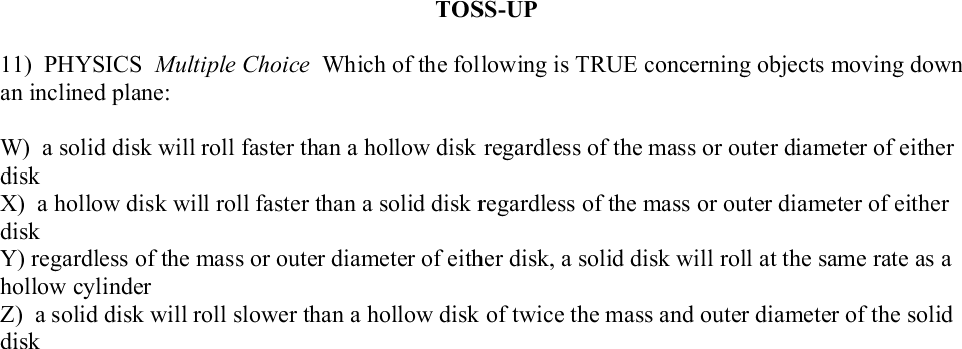 TOSS-UP
11) PHYSICS Multiple Choice Which of the following is TRUE concerning objects moving down
an inclined plane:
W) a solid disk will roll faster than a hollow disk regardless of the mass or outer diameter of either
disk
X) a hollow disk will roll faster than a solid disk regardless of the mass or outer diameter of either
disk
Y) regardless of the mass or outer diameter of either disk, a solid disk will roll at the same rate as a
hollow cylinder
Z) a solid disk will roll slower than a hollow disk of twice the mass and outer diameter of the solid
disk